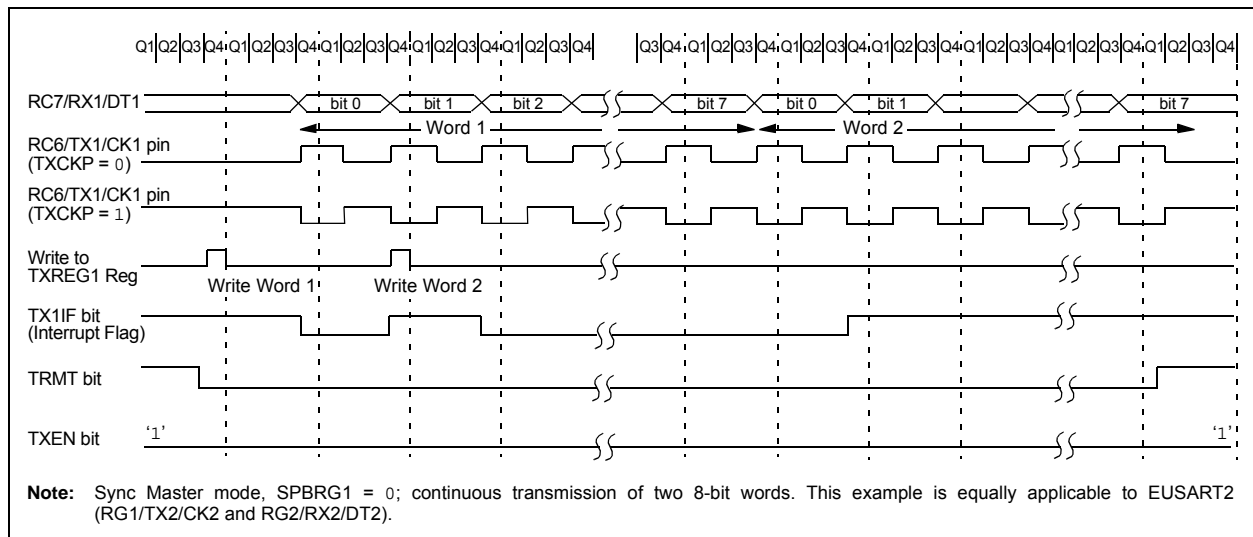 Q1 Q2 Q3 Q4 Q1 Q2 Q3 Q4 Q1 Q2 Q3 Q4 Q1 Q2 Q3 Q4 Q1 Q2 Q3 Q4 Q3 Q4 Q1 Q2 Q3 Q4 Q1 Q2 Q3 Q4 Q1 Q2 Q3 Q4 Q1 Q2 Q3 Q4 Q1 Q2 Q3 Q4 Q1 Q2 Q3 Q4
RC7/RX1/DT1 bit 0 bit 1 bit 2 bit 7 bit 0 bit 1 bit 7
Word 1 Word 2
RC6/TX1/CK1 pin
(TXCKP = 0)
RC6/TX1/CK1 pin
(TXCKP = 1)
Write to
TXREG1 Reg
Write Word 1 Write Word 2
TX1IF bit
(Interrupt Flag)
TRMT bit
TXEN bit ‘1’ ‘1’
Note: Sync Master mode, SPBRG1 = 0; continuous transmission of two 8-bit words. This example is equally applicable to EUSART2
(RG1/TX2/CK2 and RG2/RX2/DT2).